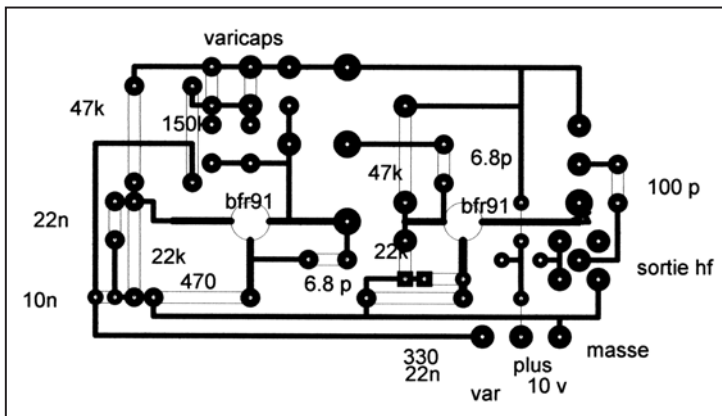 varicaps
47k
150k
47k
6.8p
bfr91
bfr91
100 p
22n
22k
22k
470
6.8 p
sortie hf
10n
330
22n
plus
10 v
var
masse